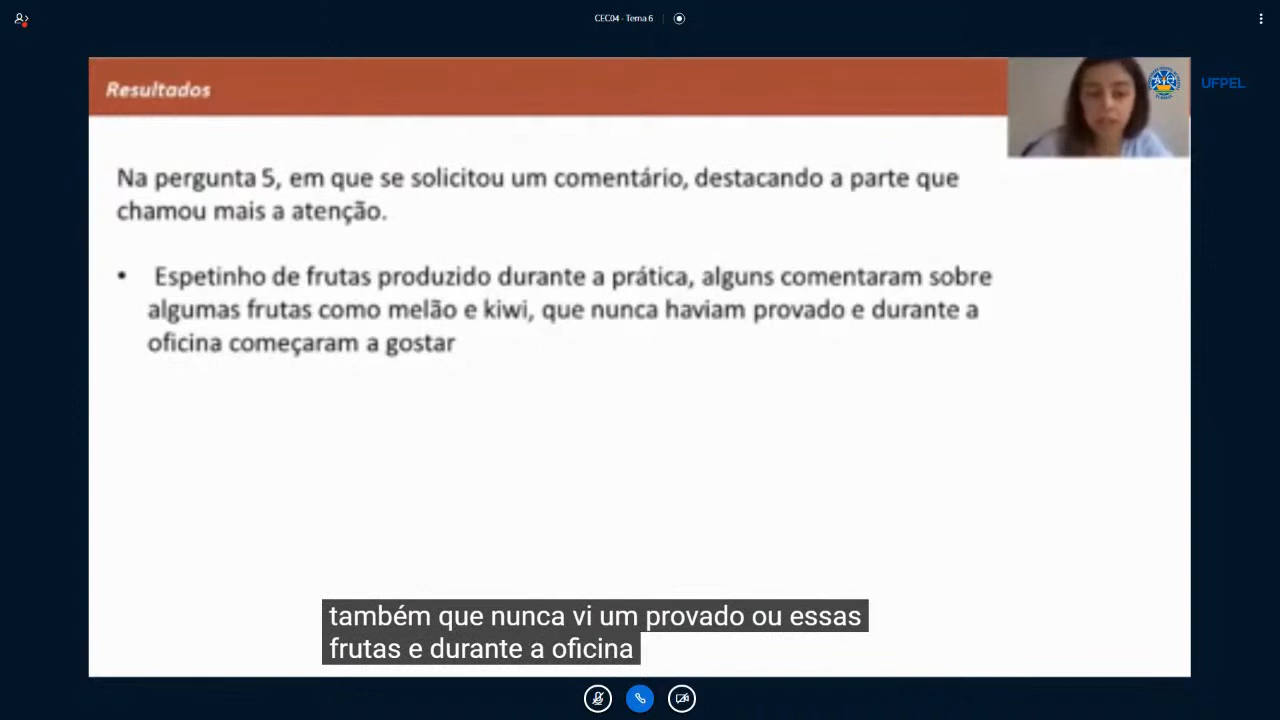 CEC04 - Tema 6
Resultados
UFPEL
Na pergunta 5, em que se solicitou um comentário, destacando a parte que
chamou mais a atenção.
• Espetinho de frutas produzido durante a prática, alguns comentaram sobre
algumas frutas como melão e kiwi, que nunca haviam provado e durante a
oficina começaram a gostar
também que nunca vi um provado ou essas
frutas e durante a oficina